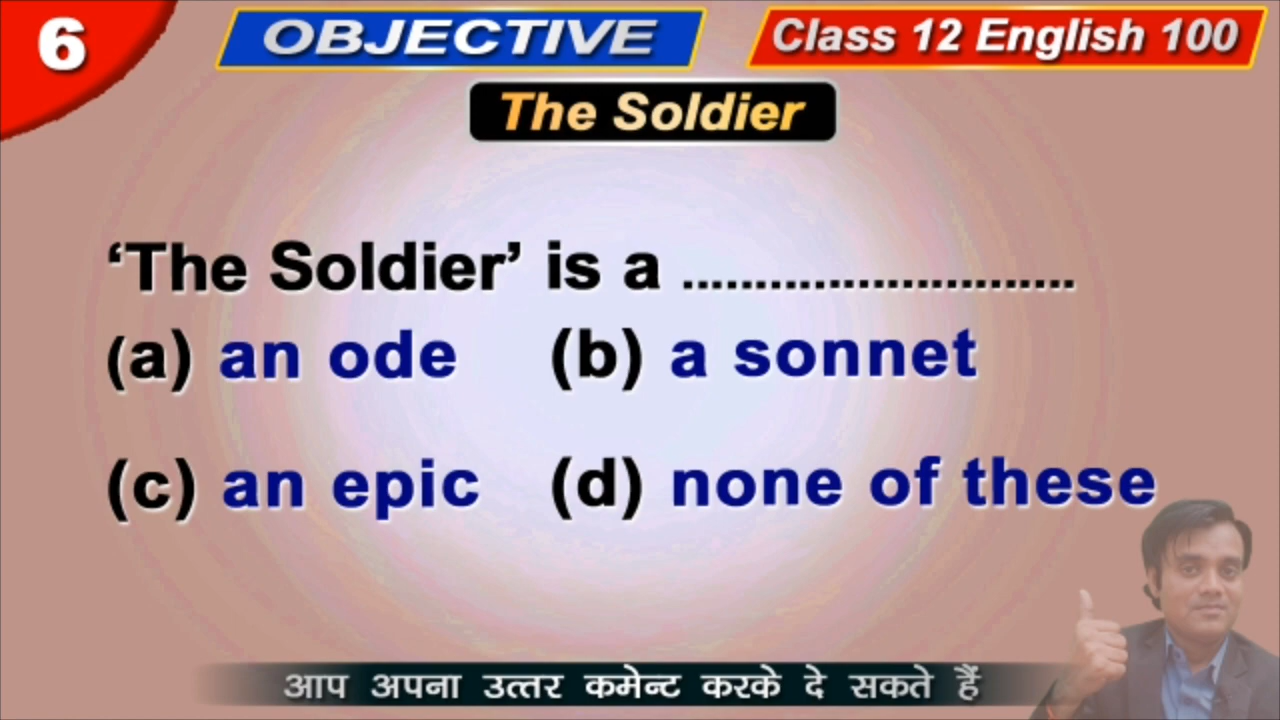 6
OBJECTIVE
Class 12 English 100
The Soldier
‘The Soldier’ is a ...........................
(a) an ode (b) a sonnet
(c) an epic (d) none of these
आप अपना उत्तर कमेन्ट करके दे सकते हैं